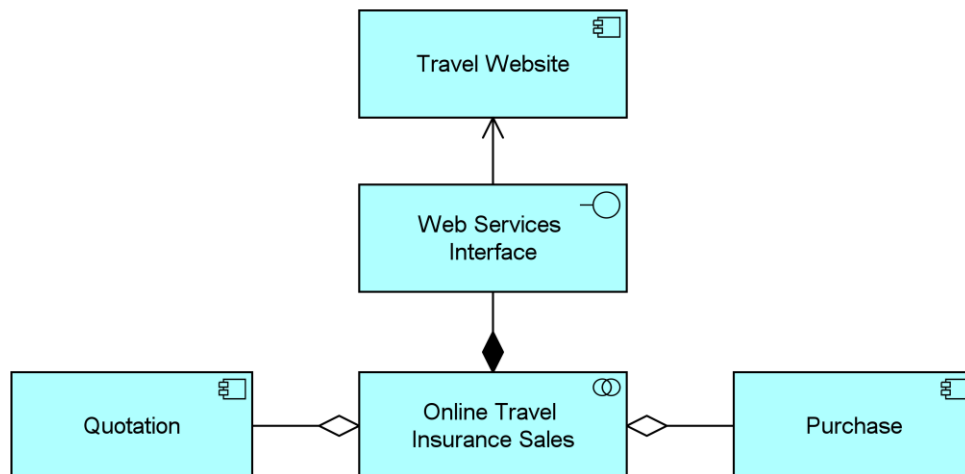 Travel Website
Web Services
Interface
Quotation
Online Travel
Insurance Sales
Purchase